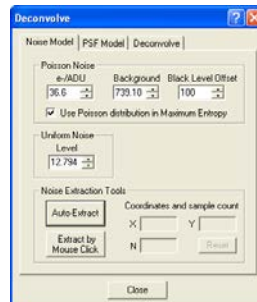 Deconvolve
Noise Model PSF Model Deconvolve
Poisson Noise
e-/ADU Background Black Level Offset
36.6 739.10 100
Use Poisson distribution in Maximum Entropy
Uniform Noise
Level
12.794
Noise Extraction Tools
Auto-Extract
Coordinates and sample count
X Y
Extract by Mouse Click
N Reset
Close